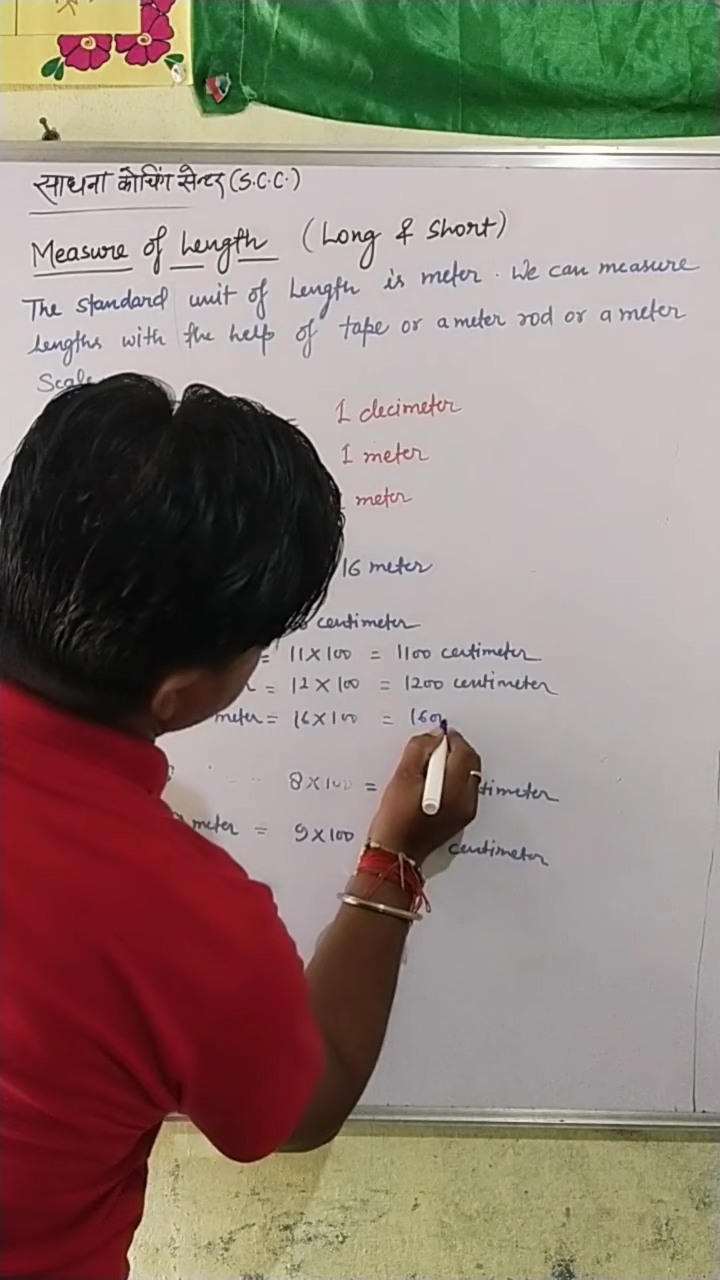 साधना कोचिंग सेन्टर (S.C.C.)
Measure of Length (Long & Short)
The standard unit of Length is meter. We can measure
Lengths with the help of tape or a meter rod or a meter
Scale
1 decimeter
1 meter
meter
16 meter
centimeter
= 11×100 = 1100 centimeter
= 12×100 = 1200 centimeter
meter = 16×100 = 160
8×100 = timeter
meter = 9×100 centimeter